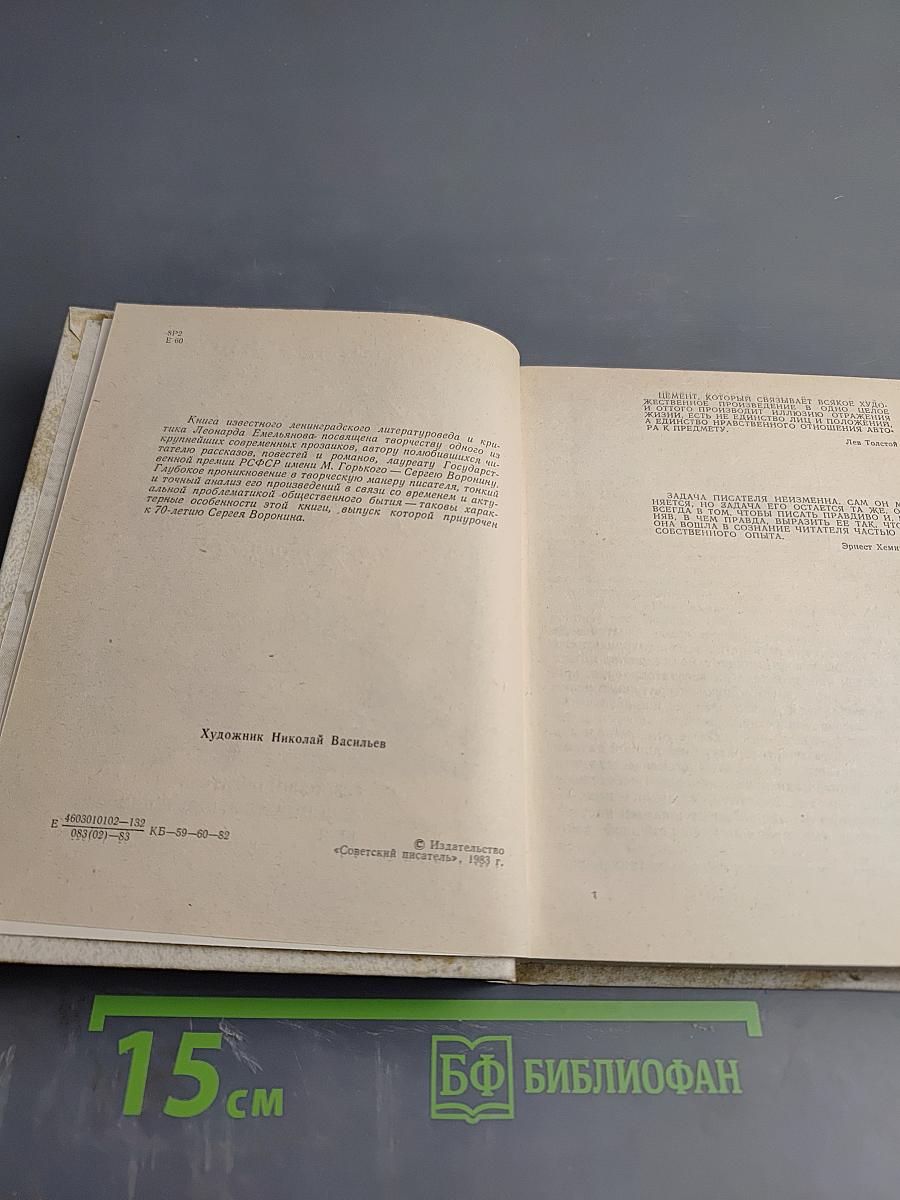 8Р2
Е 60
Книга известного ленинградского литературоведа и кри-
тика Леонарда Емельянова посвящена творчеству одного из
крупнейших современных прозаиков, автору полюбившихся чи-
тателю рассказов, повестей и романов, лауреату Государст-
венной премии РСФСР имени М. Горького — Сергею Воронину.
Глубокое проникновение в творческую манеру писателя, тонкий
и точный анализ его произведений в связи со временем и акту-
альной проблематикой общественного бытия — таковы харак-
терные особенности этой книги, выпуск которой приурочен
к 70-летию Сергея Воронина.
Художник Николай Васильев
Е 4603010102—132
083(02)—83 КБ—59—60—82
© Издательство
«Советский писатель», 1983 г.
ЦЕМЕНТ, КОТОРЫЙ СВЯЗЫВАЕТ ВСЯКОЕ ХУДО-
ЖЕСТВЕННОЕ ПРОИЗВЕДЕНИЕ В ОДНО ЦЕЛОЕ
И ОТТОГО ПРОИЗВОДИТ ИЛЛЮЗИЮ ОТРАЖЕНИЯ
ЖИЗНИ, ЕСТЬ НЕ ЕДИНСТВО ЛИЦ И ПОЛОЖЕНИЙ,
А ЕДИНСТВО НРАВСТВЕННОГО ОТНОШЕНИЯ АВТО-
РА К ПРЕДМЕТУ.
Лев Толстой
ЗАДАЧА ПИСАТЕЛЯ НЕИЗМЕННА, САМ ОН М
НЯЕТСЯ, НО ЗАДАЧА ЕГО ОСТАЕТСЯ ТА ЖЕ. О
ВСЕГДА В ТОМ, ЧТОБЫ ПИСАТЬ ПРАВДИВО И,
НЯВ, В ЧЕМ ПРАВДА, ВЫРАЗИТЬ ЕЕ ТАК, ЧТО
ОНА ВОШЛА В СОЗНАНИЕ ЧИТАТЕЛЯ ЧАСТЬЮ
СОБСТВЕННОГО ОПЫТА.
Эрнест Хеми
15 см
БФ БИБЛИОФАН